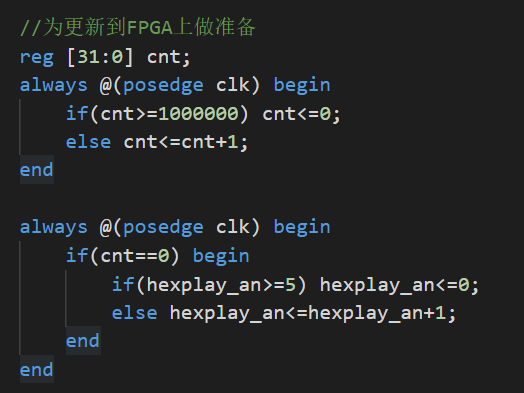 //为更新到FPGA上做准备
reg [31:0] cnt;
always @(posedge clk) begin
    if(cnt>=1000000) cnt<=0;
    else cnt<=cnt+1;
end

always @(posedge clk) begin
    if(cnt==0) begin
        if(hexplay_an>=5) hexplay_an<=0;
        else hexplay_an<=hexplay_an+1;
    end
end